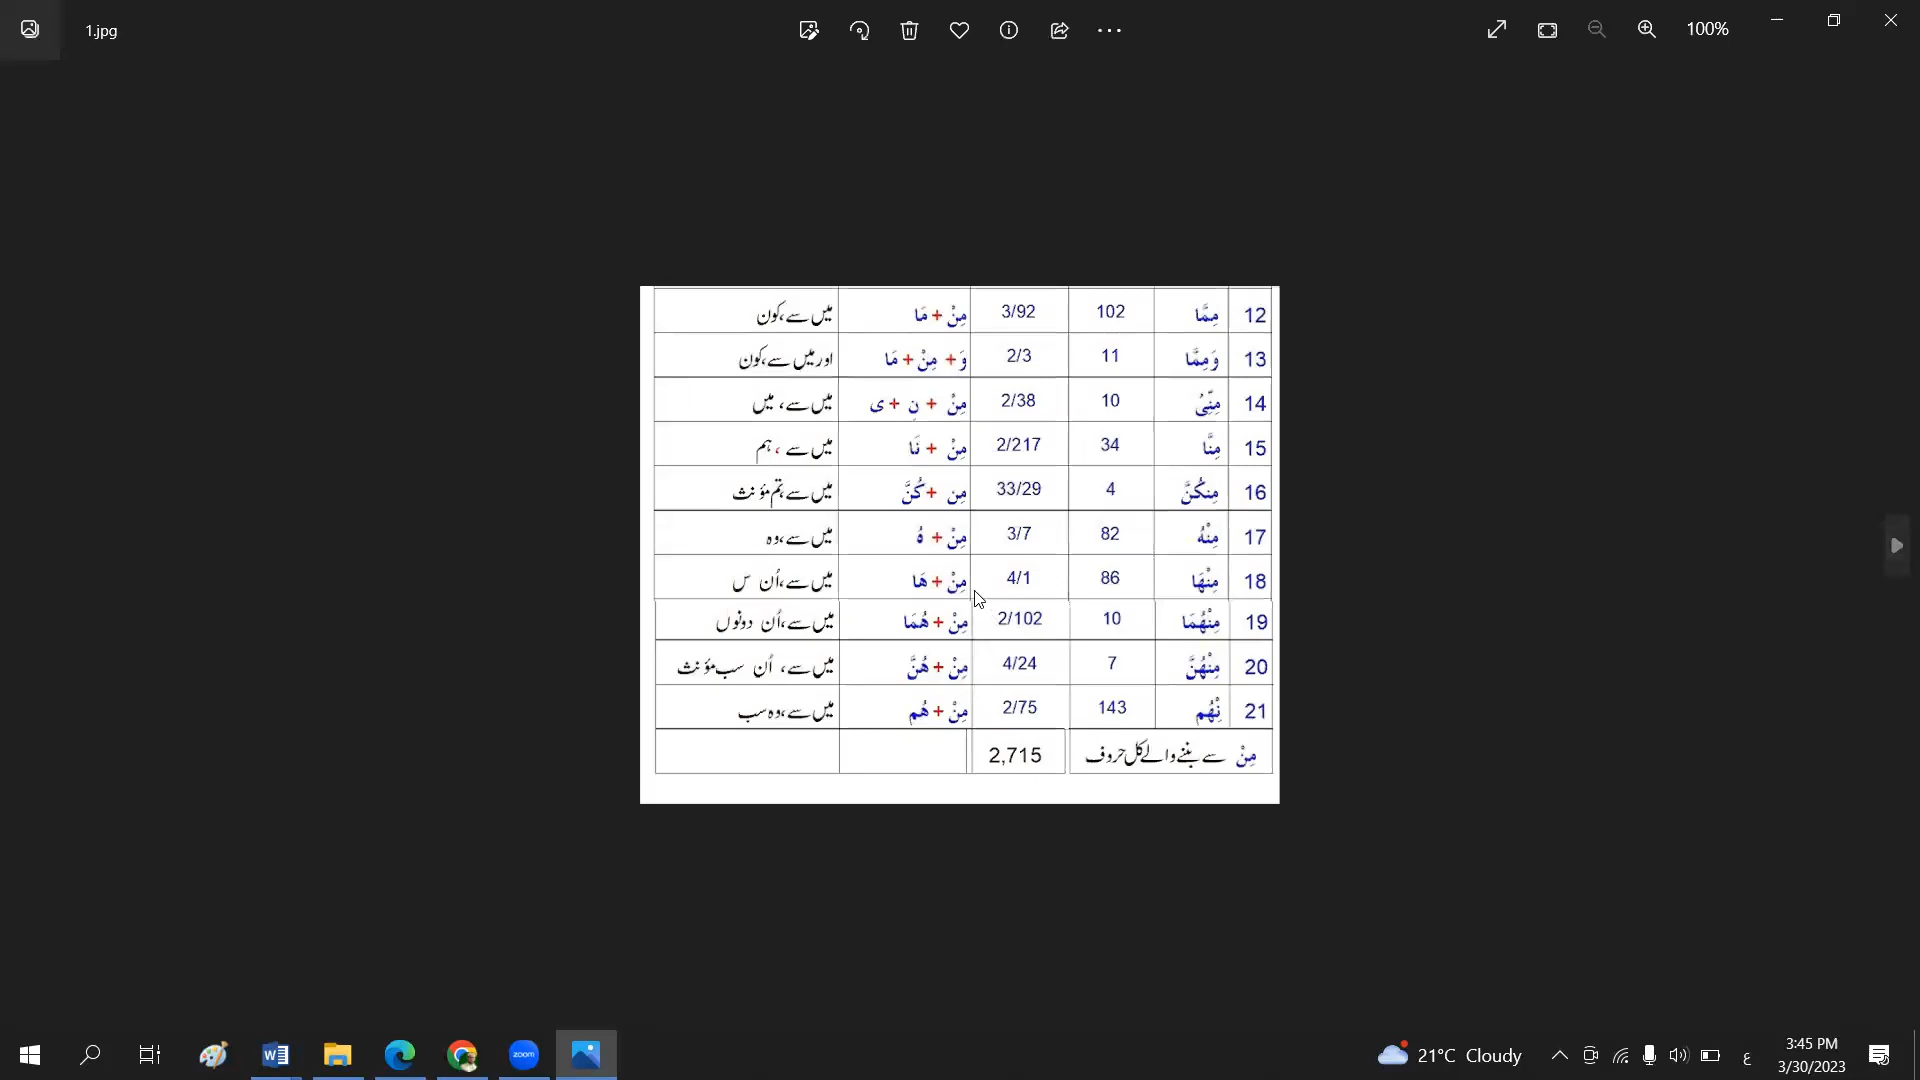 1.jpg
100%
12 مِمَّا 102 3/92 مِنْ + مَا میں سے،کون
13 وَمِمَّا 11 2/3 وَ + مِنْ + مَا اور میں سے،کون
14 مِنِّیْ 10 2/38 مِنْ + نِ + ی میں سے، میں
15 مِنَّا 34 2/217 مِنْ + نَا میں سے ، ہم
16 مِنكُنَّ 4 33/29 مِن + كُنَّ میں سے،تم مؤنث
17 مِنْهُ 82 3/7 مِنْ + هُ میں سے،وہ
18 مِنْهَا 86 4/1 مِنْ + هَا میں سے،اُن س
19 مِنْهُمَا 10 2/102 مِنْ + هُمَا میں سے،اُن دونوں
20 مِنْهُنَّ 7 4/24 مِنْ + هُنَّ میں سے، اُن سب مؤنث
21 نْهُم 143 2/75 مِنْ + هُم میں سے،وہ سب
مِنْ سے بننے والے کل حروف 2,715
zoom
21°C Cloudy
ع
3:45 PM
3/30/2023